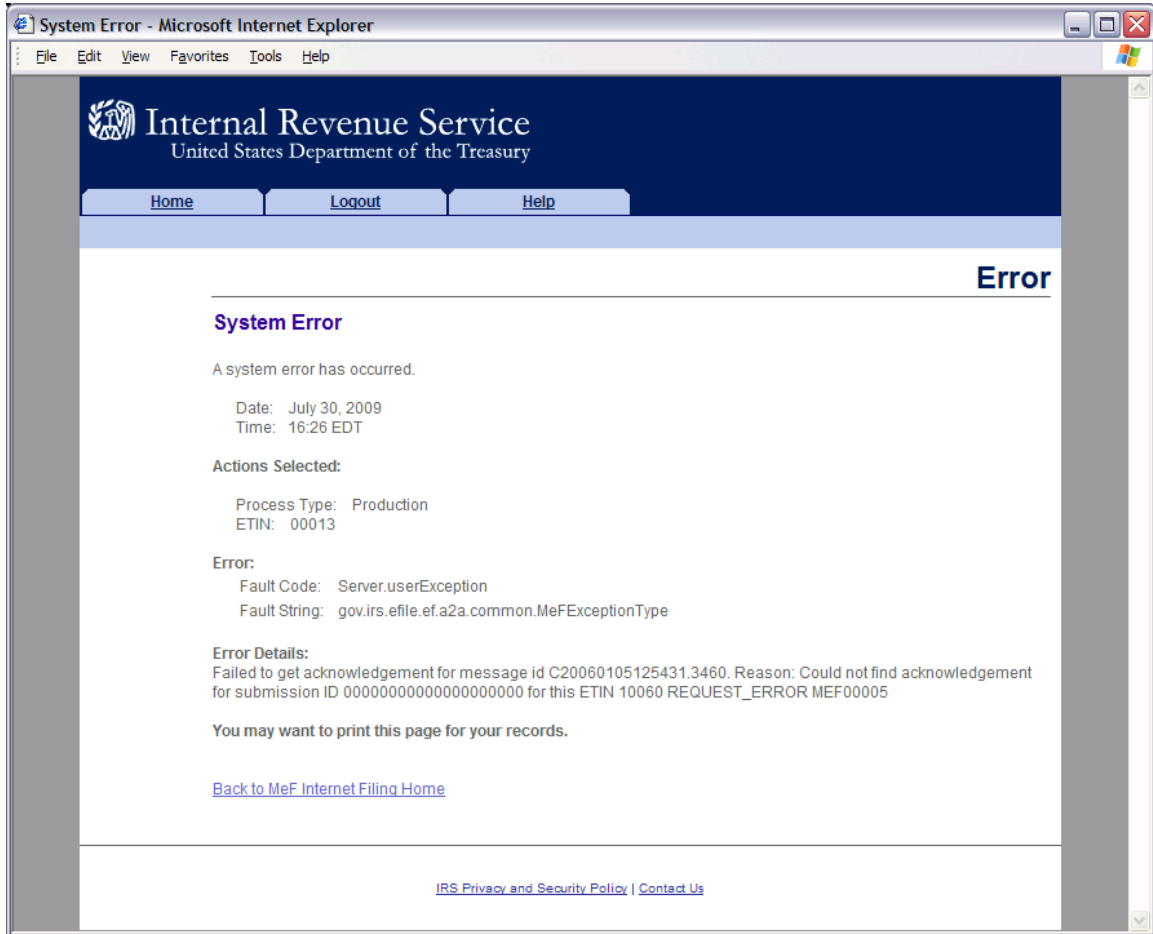 System Error - Microsoft Internet Explorer
File Edit View Favorites Tools Help
Internal Revenue Service
United States Department of the Treasury
Home Logout Help
Error
System Error
A system error has occurred.
Date: July 30, 2009
Time: 16:26 EDT
Actions Selected:
Process Type: Production
ETIN: 00013
Error:
Fault Code: Server.userException
Fault String: gov.irs.efile.ef.a2a.common.MeFExceptionType
Error Details:
Failed to get acknowledgement for message id C20060105125431.3460. Reason: Could not find acknowledgement
for submission ID 00000000000000000000 for this ETIN 10060 REQUEST_ERROR MEF00005
You may want to print this page for your records.
Back to MeF Internet Filing Home
IRS Privacy and Security Policy | Contact Us